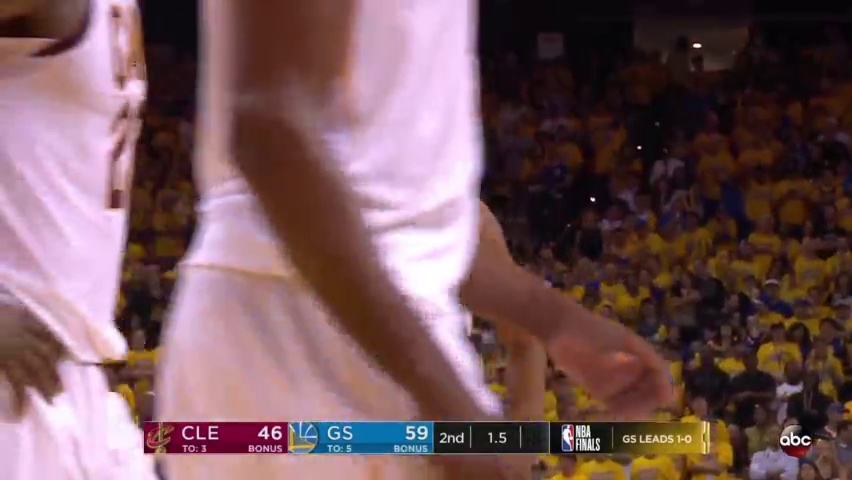 CLE 46 GS 59 2nd 1.5 NBA FINALS GS LEADS 1-0 abc
TO: 3 BONUS TO: 5 BONUS